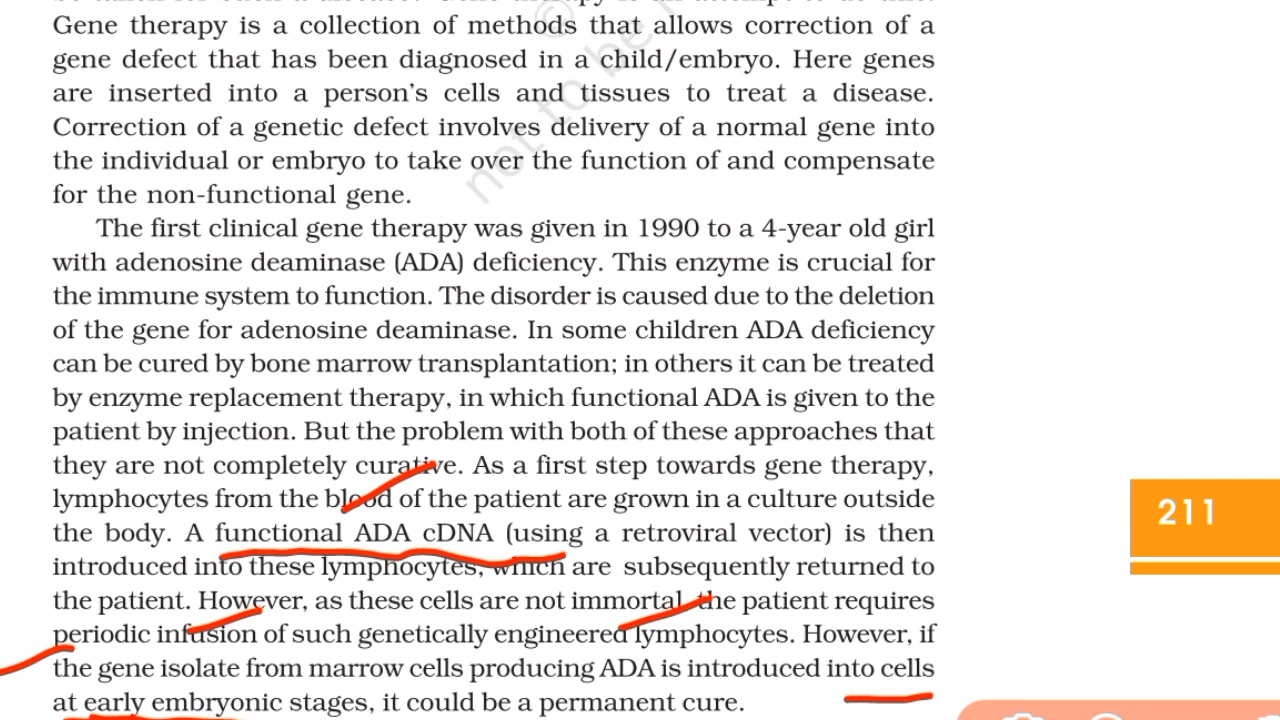 Gene therapy is a collection of methods that allows correction of a
gene defect that has been diagnosed in a child/embryo. Here genes
are inserted into a person's cells and tissues to treat a disease.
Correction of a genetic defect involves delivery of a normal gene into
the individual or embryo to take over the function of and compensate
for the non-functional gene.
The first clinical gene therapy was given in 1990 to a 4-year old girl
with adenosine deaminase (ADA) deficiency. This enzyme is crucial for
the immune system to function. The disorder is caused due to the deletion
of the gene for adenosine deaminase. In some children ADA deficiency
can be cured by bone marrow transplantation; in others it can be treated
by enzyme replacement therapy, in which functional ADA is given to the
patient by injection. But the problem with both of these approaches that
they are not completely curative. As a first step towards gene therapy,
lymphocytes from the blood of the patient are grown in a culture outside
the body. A functional ADA cDNA (using a retroviral vector) is then
introduced into these lymphocytes, which are subsequently returned to
the patient. However, as these cells are not immortal, the patient requires
periodic infusion of such genetically engineered lymphocytes. However, if
the gene isolate from marrow cells producing ADA is introduced into cells
at early embryonic stages, it could be a permanent cure.
211
© not to be